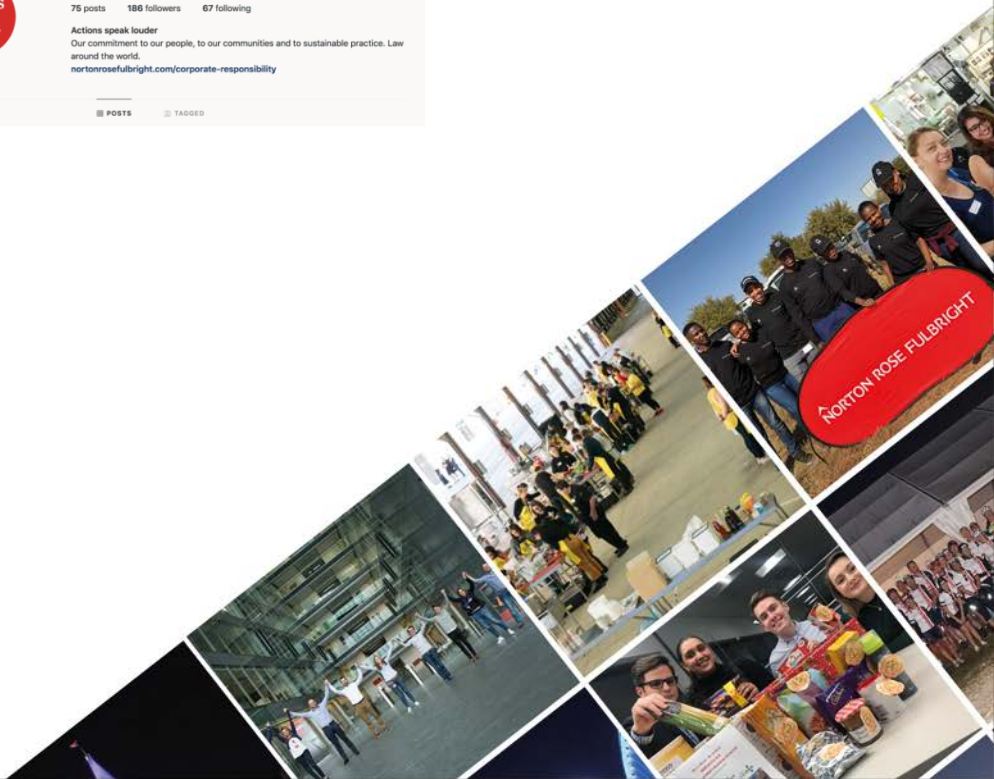 75 posts 186 followers 67 following
Actions speak louder
Our commitment to our people, to our communities and to sustainable practice. Law
around the world.
nortonrosefulbright.com/corporate-responsibility
POSTS TAGGED
NORTON ROSE FULBRIGHT